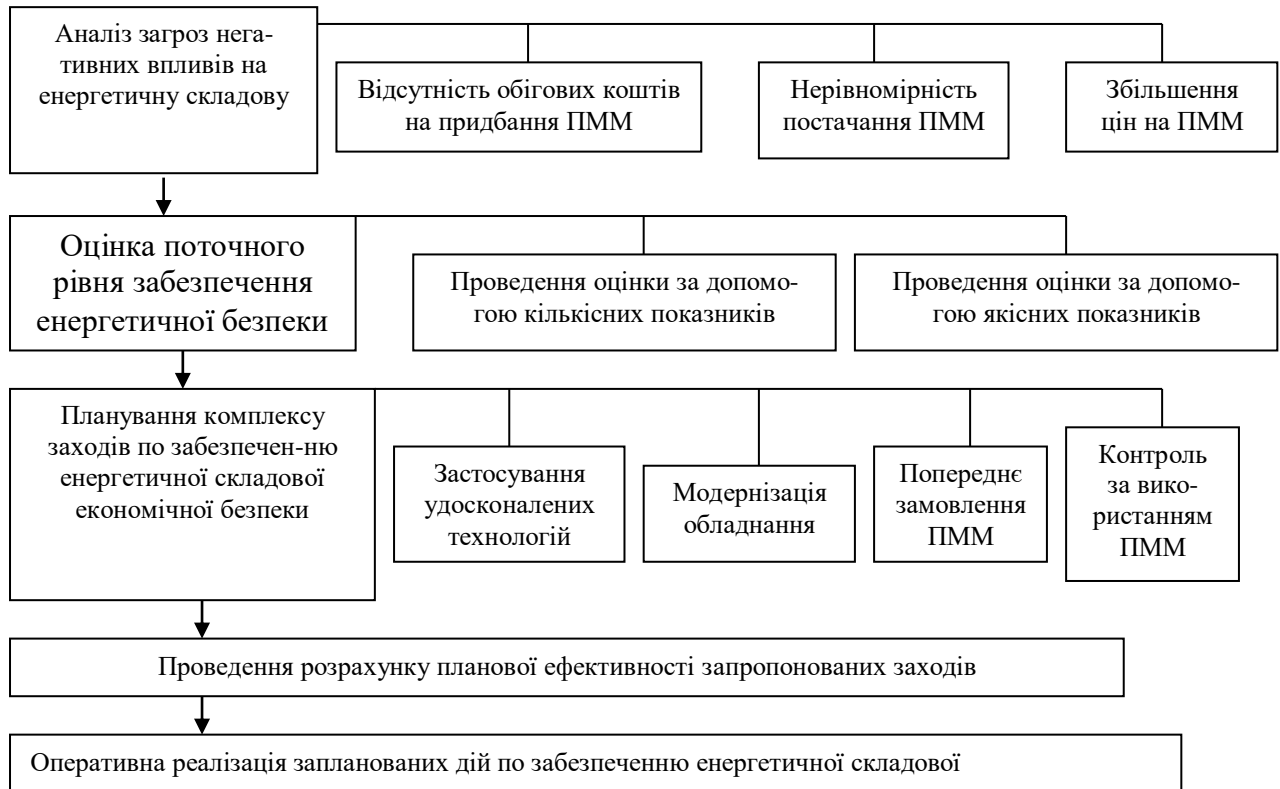 Аналіз загроз нега-
тивних впливів на
енергетичну складову
Відсутність обігових коштів
на придбання ПММ
Нерівномірність
постачання ПММ
Збільшення
цін на ПММ
Оцінка поточного
рівня забезпечення
енергетичної безпеки
Проведення оцінки за допомо-
гою кількісних показників
Проведення оцінки за допомо-
гою якісних показників
Планування комплексу
заходів по забезпечен-ню
енергетичної складової
економічної безпеки
Застосування
удосконалених
технологій
Модернізація
обладнання
Попереднє
замовлення
ПММ
Контроль
за вико-
ристанням
ПММ
Проведення розрахунку планової ефективності запропонованих заходів
Оперативна реалізація запланованих дій по забезпеченню енергетичної складової